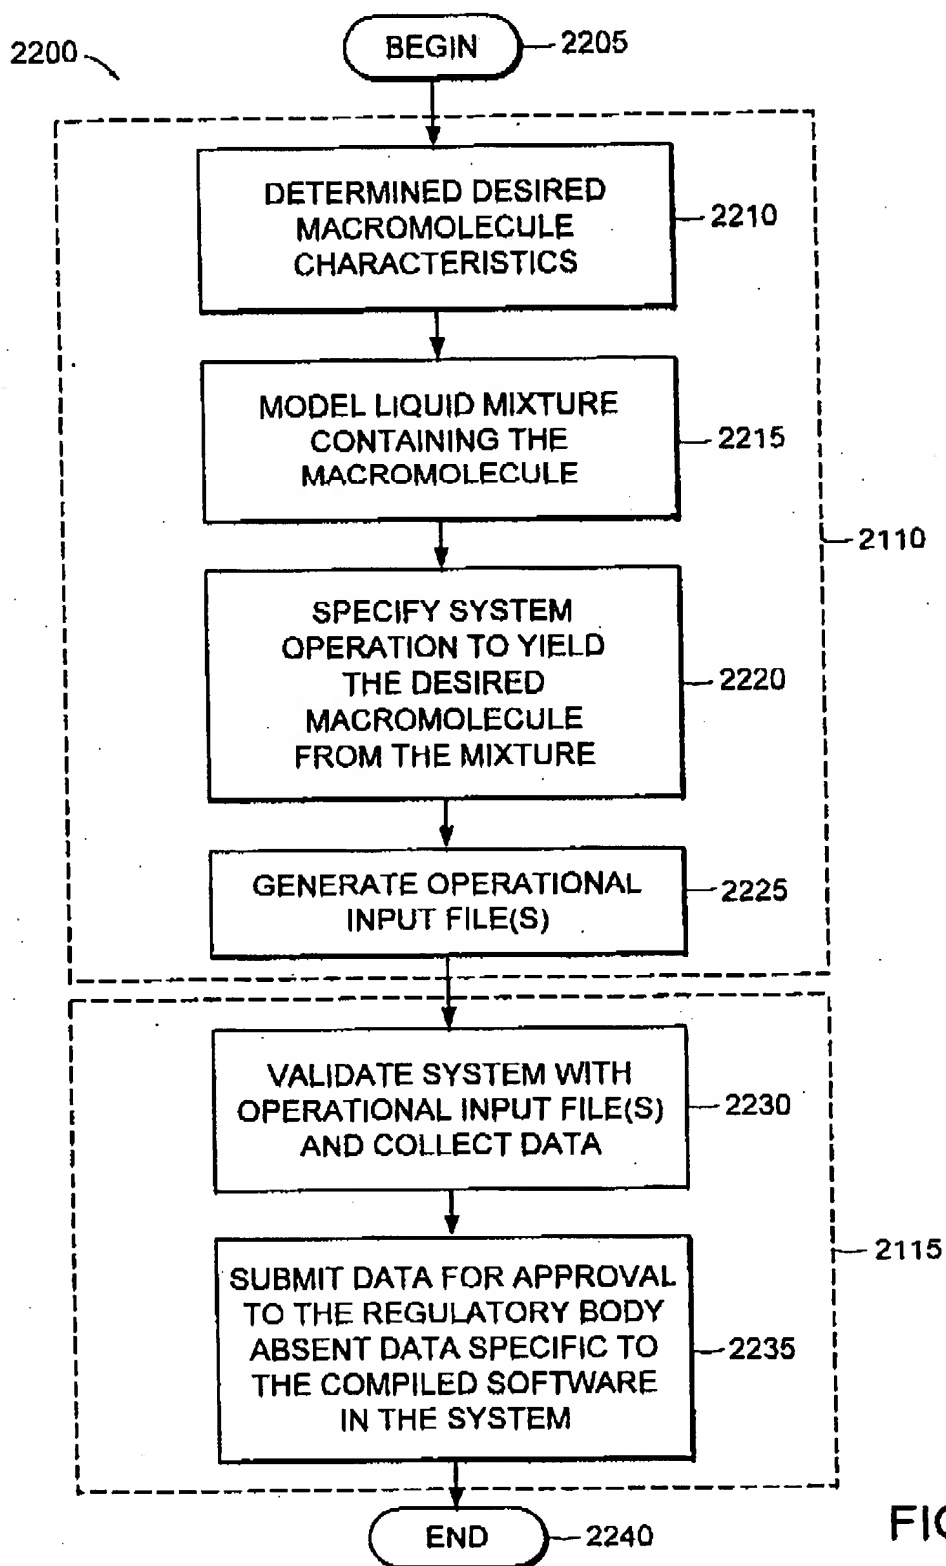 2200
BEGIN
2205
DETERMINED DESIRED
MACROMOLECULE
CHARACTERISTICS
2210
MODEL LIQUID MIXTURE
CONTAINING THE
MACROMOLECULE
2215
2110
SPECIFY SYSTEM
OPERATION TO YIELD
THE DESIRED
MACROMOLECULE
FROM THE MIXTURE
2220
GENERATE OPERATIONAL
INPUT FILE(S)
2225
VALIDATE SYSTEM WITH
OPERATIONAL INPUT FILE(S)
AND COLLECT DATA
2230
2115
SUBMIT DATA FOR APPROVAL
TO THE REGULATORY BODY
ABSENT DATA SPECIFIC TO
THE COMPILED SOFTWARE
IN THE SYSTEM
2235
END
2240